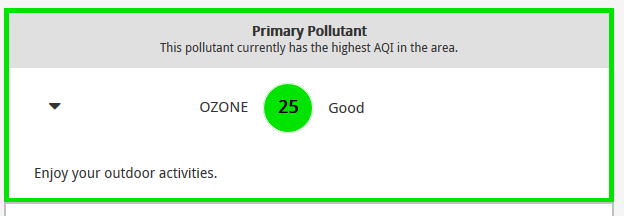 Primary Pollutant
This pollutant currently has the highest AQI in the area.
OZONE 25 Good
Enjoy your outdoor activities.